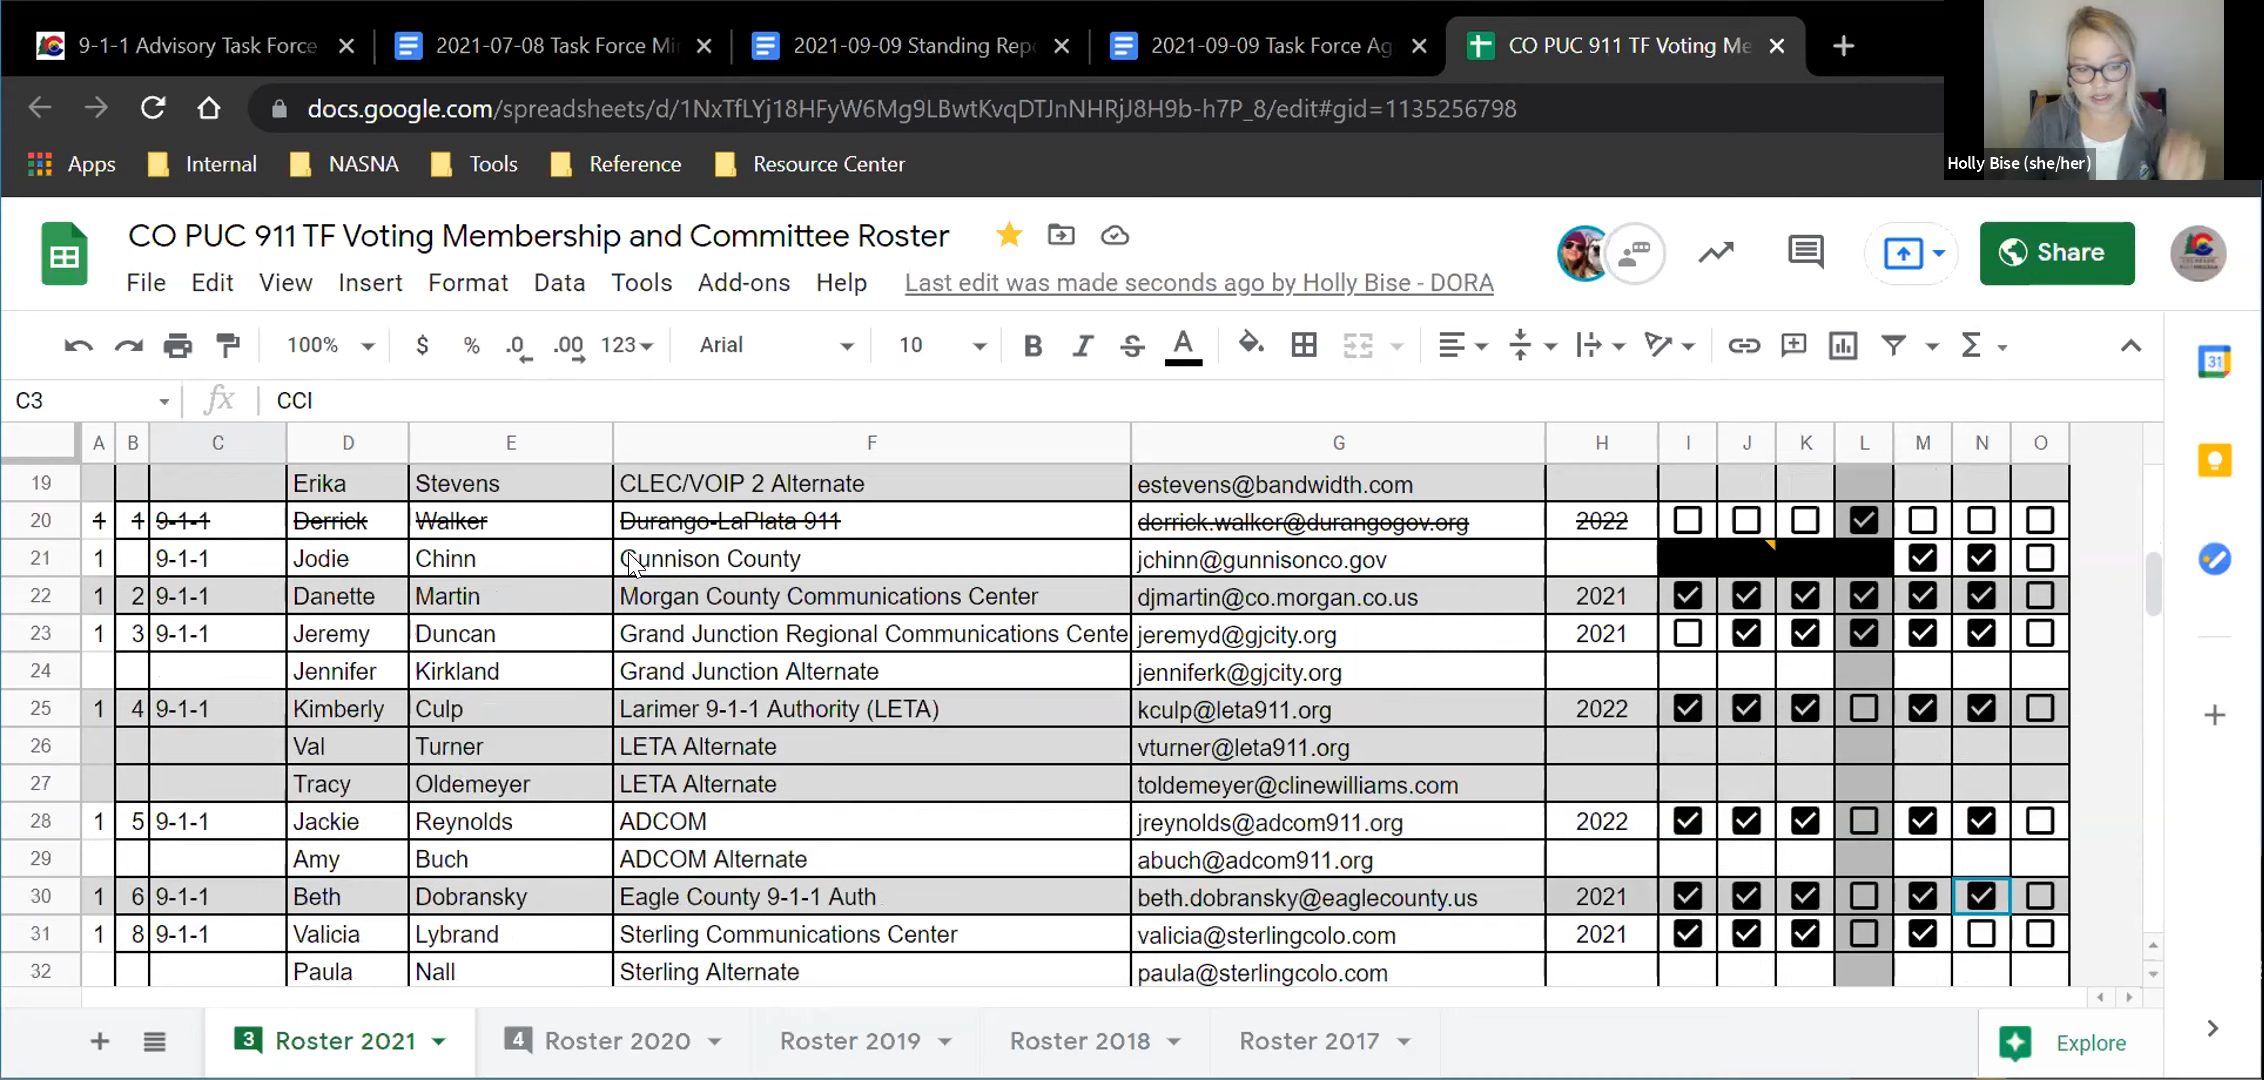 9-1-1 Advisory Task Force
2021-07-08 Task Force Mi
2021-09-09 Standing Rep
2021-09-09 Task Force Ag
CO PUC 911 TF Voting Me
docs.google.com/spreadsheets/d/1NxTfLYj18HFyW6Mg9LBwtKvqDTJnNHRjJ8H9b-h7P_8/edit#gid=1135256798
Apps Internal NASNA Tools Reference Resource Center
Holly Bise (she/her)
CO PUC 911 TF Voting Membership and Committee Roster
File Edit View Insert Format Data Tools Add-ons Help Last edit was made seconds ago by Holly Bise - DORA
Share
100% $ % .0 .00 123 Arial 10 B I S A Σ
31
C3 fx CCI
A B C D E F G H I J K L M N O
19 Erika Stevens CLEC/VOIP 2 Alternate estevens@bandwidth.com
20 1 1 9-1-1 Derrick Walker Durango-LaPlata 911 derrick.walker@durangogov.org 2022
21 1 9-1-1 Jodie Chinn Gunnison County jchinn@gunnisonco.gov
22 1 2 9-1-1 Danette Martin Morgan County Communications Center djmartin@co.morgan.co.us 2021
23 1 3 9-1-1 Jeremy Duncan Grand Junction Regional Communications Cente jeremyd@gjcity.org 2021
24 Jennifer Kirkland Grand Junction Alternate jenniferk@gjcity.org
25 1 4 9-1-1 Kimberly Culp Larimer 9-1-1 Authority (LETA) kculp@leta911.org 2022
26 Val Turner LETA Alternate vturner@leta911.org
27 Tracy Oldemeyer LETA Alternate toldemeyer@clinewilliams.com
28 1 5 9-1-1 Jackie Reynolds ADCOM jreynolds@adcom911.org 2022
29 Amy Buch ADCOM Alternate abuch@adcom911.org
30 1 6 9-1-1 Beth Dobransky Eagle County 9-1-1 Auth beth.dobransky@eaglecounty.us 2021
31 1 8 9-1-1 Valicia Lybrand Sterling Communications Center valicia@sterlingcolo.com 2021
32 Paula Nall Sterling Alternate paula@sterlingcolo.com
3 Roster 2021 4 Roster 2020 Roster 2019 Roster 2018 Roster 2017 Explore